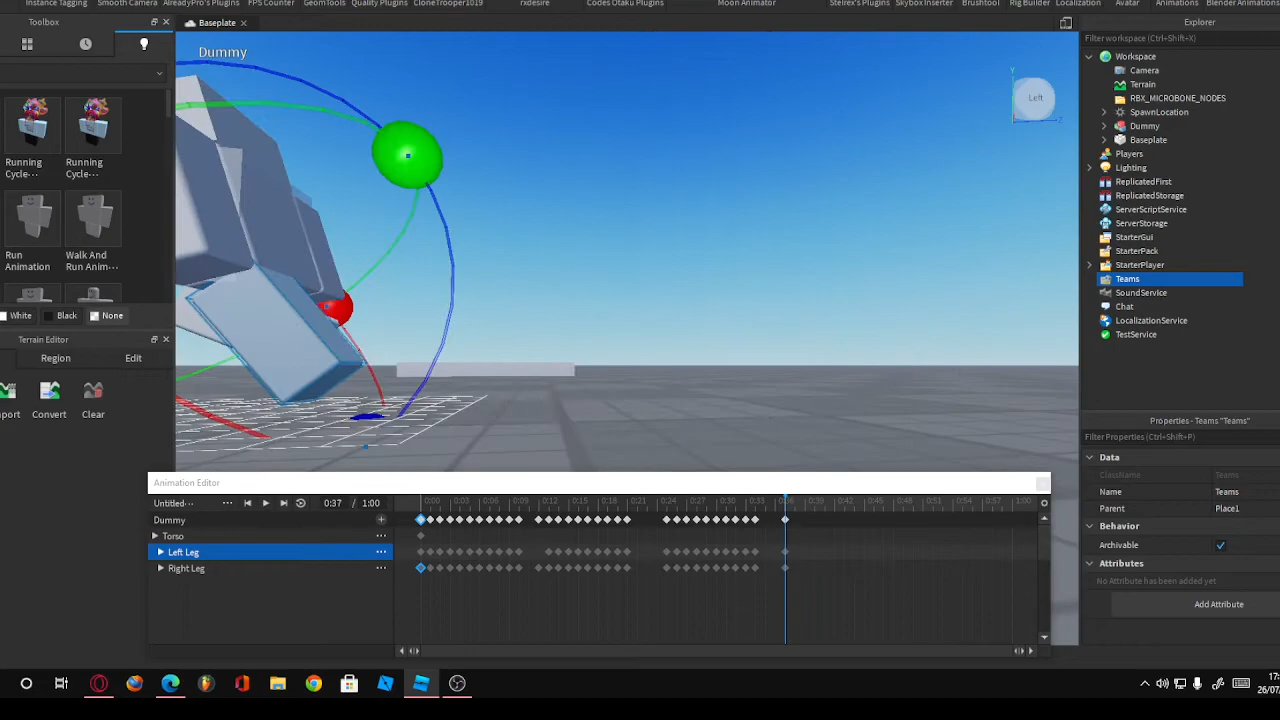 Instance Tagging
Smooth Camera
AlreadyPro's Plugins
FPS Counter
GeomTools
Quality Plugins
CloneTrooper1019
rxdesire
Moon Animator
Codes Otaku Plugins
Stelrex's Plugins
Skybox Inserter
Brushtool
Rig Builder
Avatar
Animations
Blender Animations
Toolbox
Baseplate
Explorer
Filter workspace (Ctrl+Shift+X)
Dummy
Left
Y
Workspace
Camera
Terrain
RBX_MICROBONE_NODES
SpawnLocation
Dummy
Baseplate
Players
Lighting
ReplicatedFirst
ReplicatedStorage
ServerScriptService
ServerStorage
StarterGui
StarterPack
StarterPlayer
Teams
SoundService
Chat
LocalizationService
TestService
Running
Cycle...
Running
Cycle...
Run
Animation
Walk And
Run Anim...
White
Black
None
Terrain Editor
Region
Edit
nport
Convert
Clear
Properties - Teams "Teams"
Filter Properties (Ctrl+Shift+P)
Data
ClassName
Teams
Name
Teams
Parent
Place1
Behavior
Archivable
Attributes
No Attribute has been added yet
Add Attribute
Animation Editor
Untitled···
0:37 / 1:00
0:00 0:03 0:06 0:09 0:12 0:15 0:18 0:21 0:24 0:27 0:30 0:33 0:36 0:39 0:42 0:45 0:48 0:51 0:54 0:57 1:00
Dummy
Torso
Left Leg
Right Leg
17:
26/07/